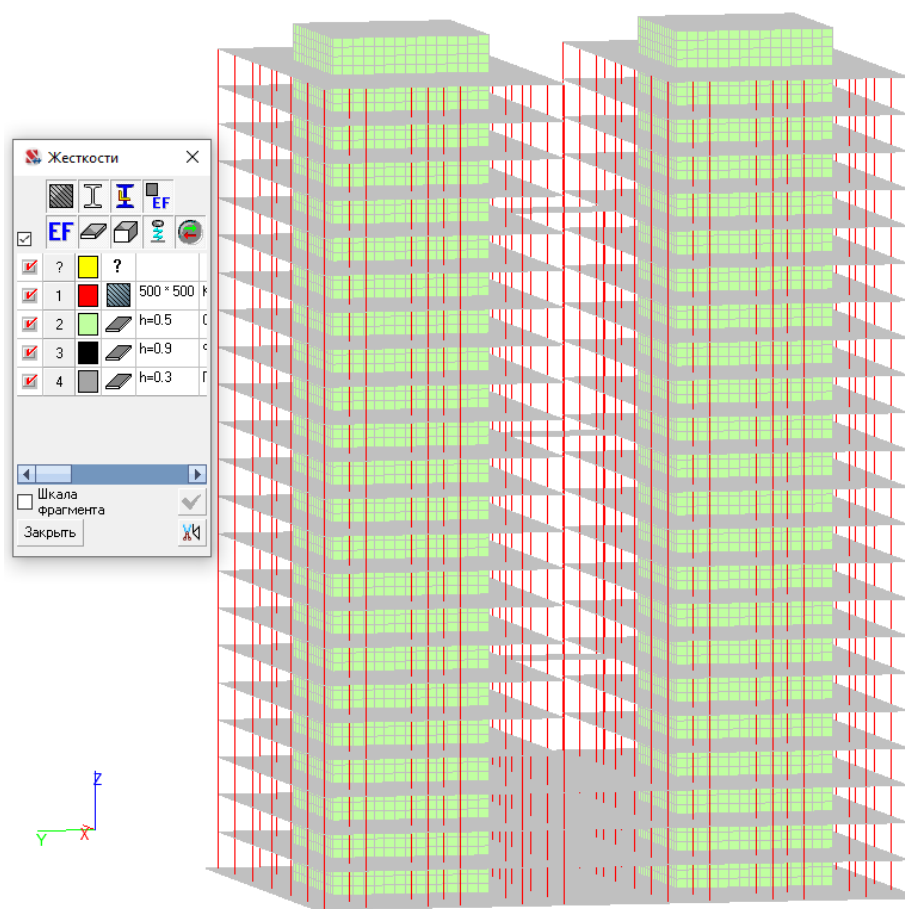 Жесткости
EF
EF
? ?
1 500 * 500 К
2 h=0.5
3 h=0.9
4 h=0.3
Шкала
фрагмента
Закрыть
Z
Y X